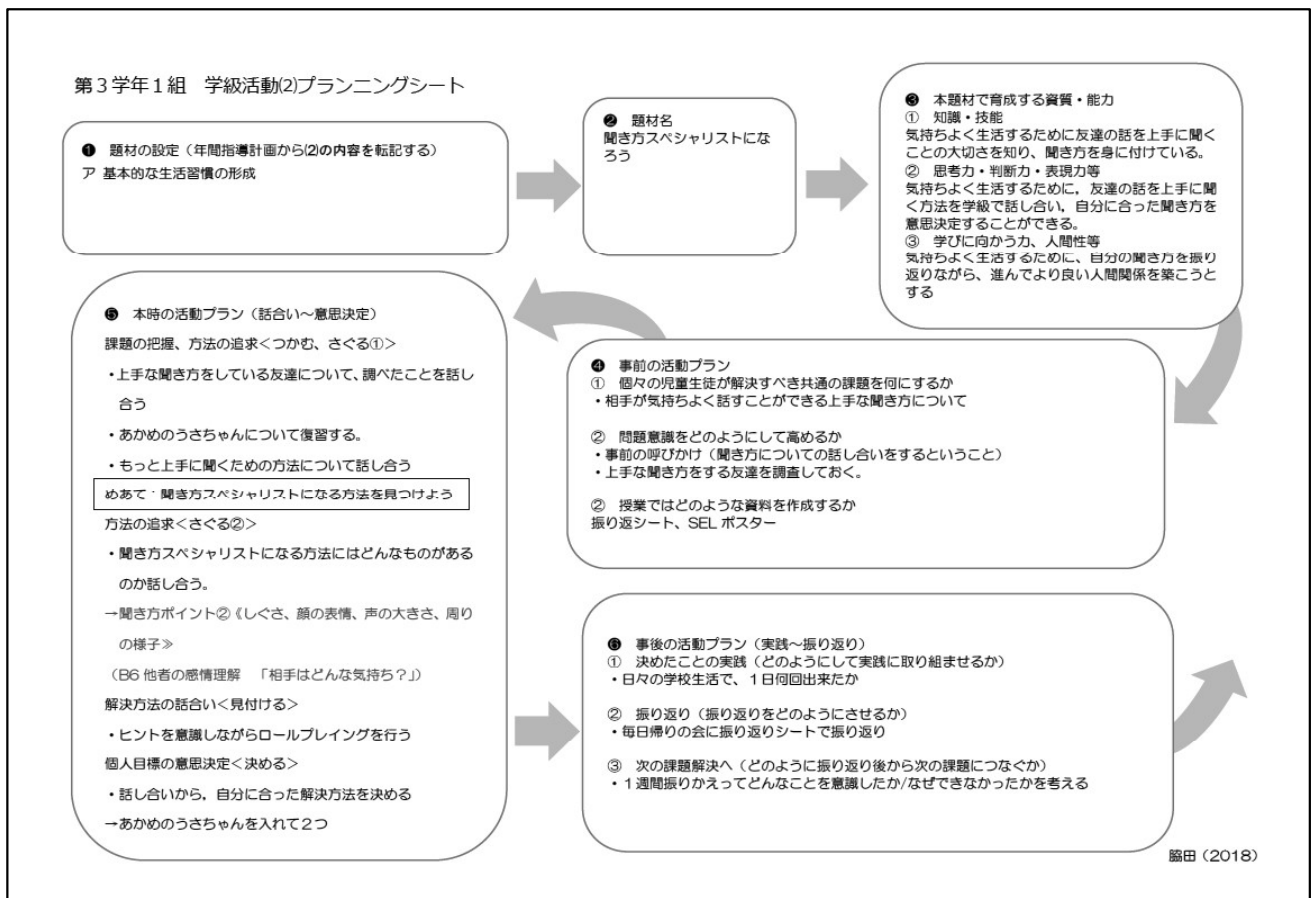 第3学年1組　学級活動⑵プランニングシート
❶　題材の設定（年間指導計画から⑵の内容を転記する）
ア 基本的な生活習慣の形成
❷　題材名
聞き方スペシャリストにな
ろう
❸　本題材で育成する資質・能力
①　知識・技能
気持ちよく生活するために友達の話を上手に聞く
ことの大切さを知り、聞き方を身に付けている。
②　思考力・判断力・表現力等
気持ちよく生活するために，友達の話を上手に聞
く方法を学級で話し合い，自分に合った聞き方を
意思決定することができる。
③　学びに向かう力、人間性等
気持ちよく生活するために、自分の聞き方を振り
返りながら、進んでより良い人間関係を築こうと
する
❹　事前の活動プラン
①　個々の児童生徒が解決すべき共通の課題を何にするか
・相手が気持ちよく話すことができる上手な聞き方について
②　問題意識をどのようにして高めるか
・事前の呼びかけ（聞き方についての話し合いをするということ）
・上手な聞き方をする友達を調査しておく。
②　授業ではどのような資料を作成するか
振り返シート、SEL ポスター
❺　本時の活動プラン（話合い～意思決定）
課題の把握、方法の追求＜つかむ、さぐる①＞
・上手な聞き方をしている友達について、調べたことを話し
合う
・あかめのうさちゃんについて復習する。
・もっと上手に聞くための方法について話し合う
めあて：聞き方スペシャリストになる方法を見つけよう
方法の追求＜さぐる②＞
・聞き方スペシャリストになる方法にはどんなものがある
のか話し合う。
→聞き方ポイント②《しぐさ、顔の表情、声の大きさ、周り
の様子≫
（B6 他者の感情理解　「相手はどんな気持ち？」）
解決方法の話合い＜見付ける＞
・ヒントを意識しながらロールプレイングを行う
個人目標の意思決定＜決める＞
・話し合いから，自分に合った解決方法を決める
→あかめのうさちゃんを入れて2つ
❻　事後の活動プラン（実践～振り返り）
①　決めたことの実践（どのようにして実践に取り組ませるか）
・日々の学校生活で、1日何回出来たか
②　振り返り（振り返りをどのようにさせるか）
・毎日帰りの会に振り返りシートで振り返り
③　次の課題解決へ（どのように振り返り後から次の課題につなぐか）
・1週間振りかえってどんなことを意識したか/なぜできなかったかを考える
脇田（2018）